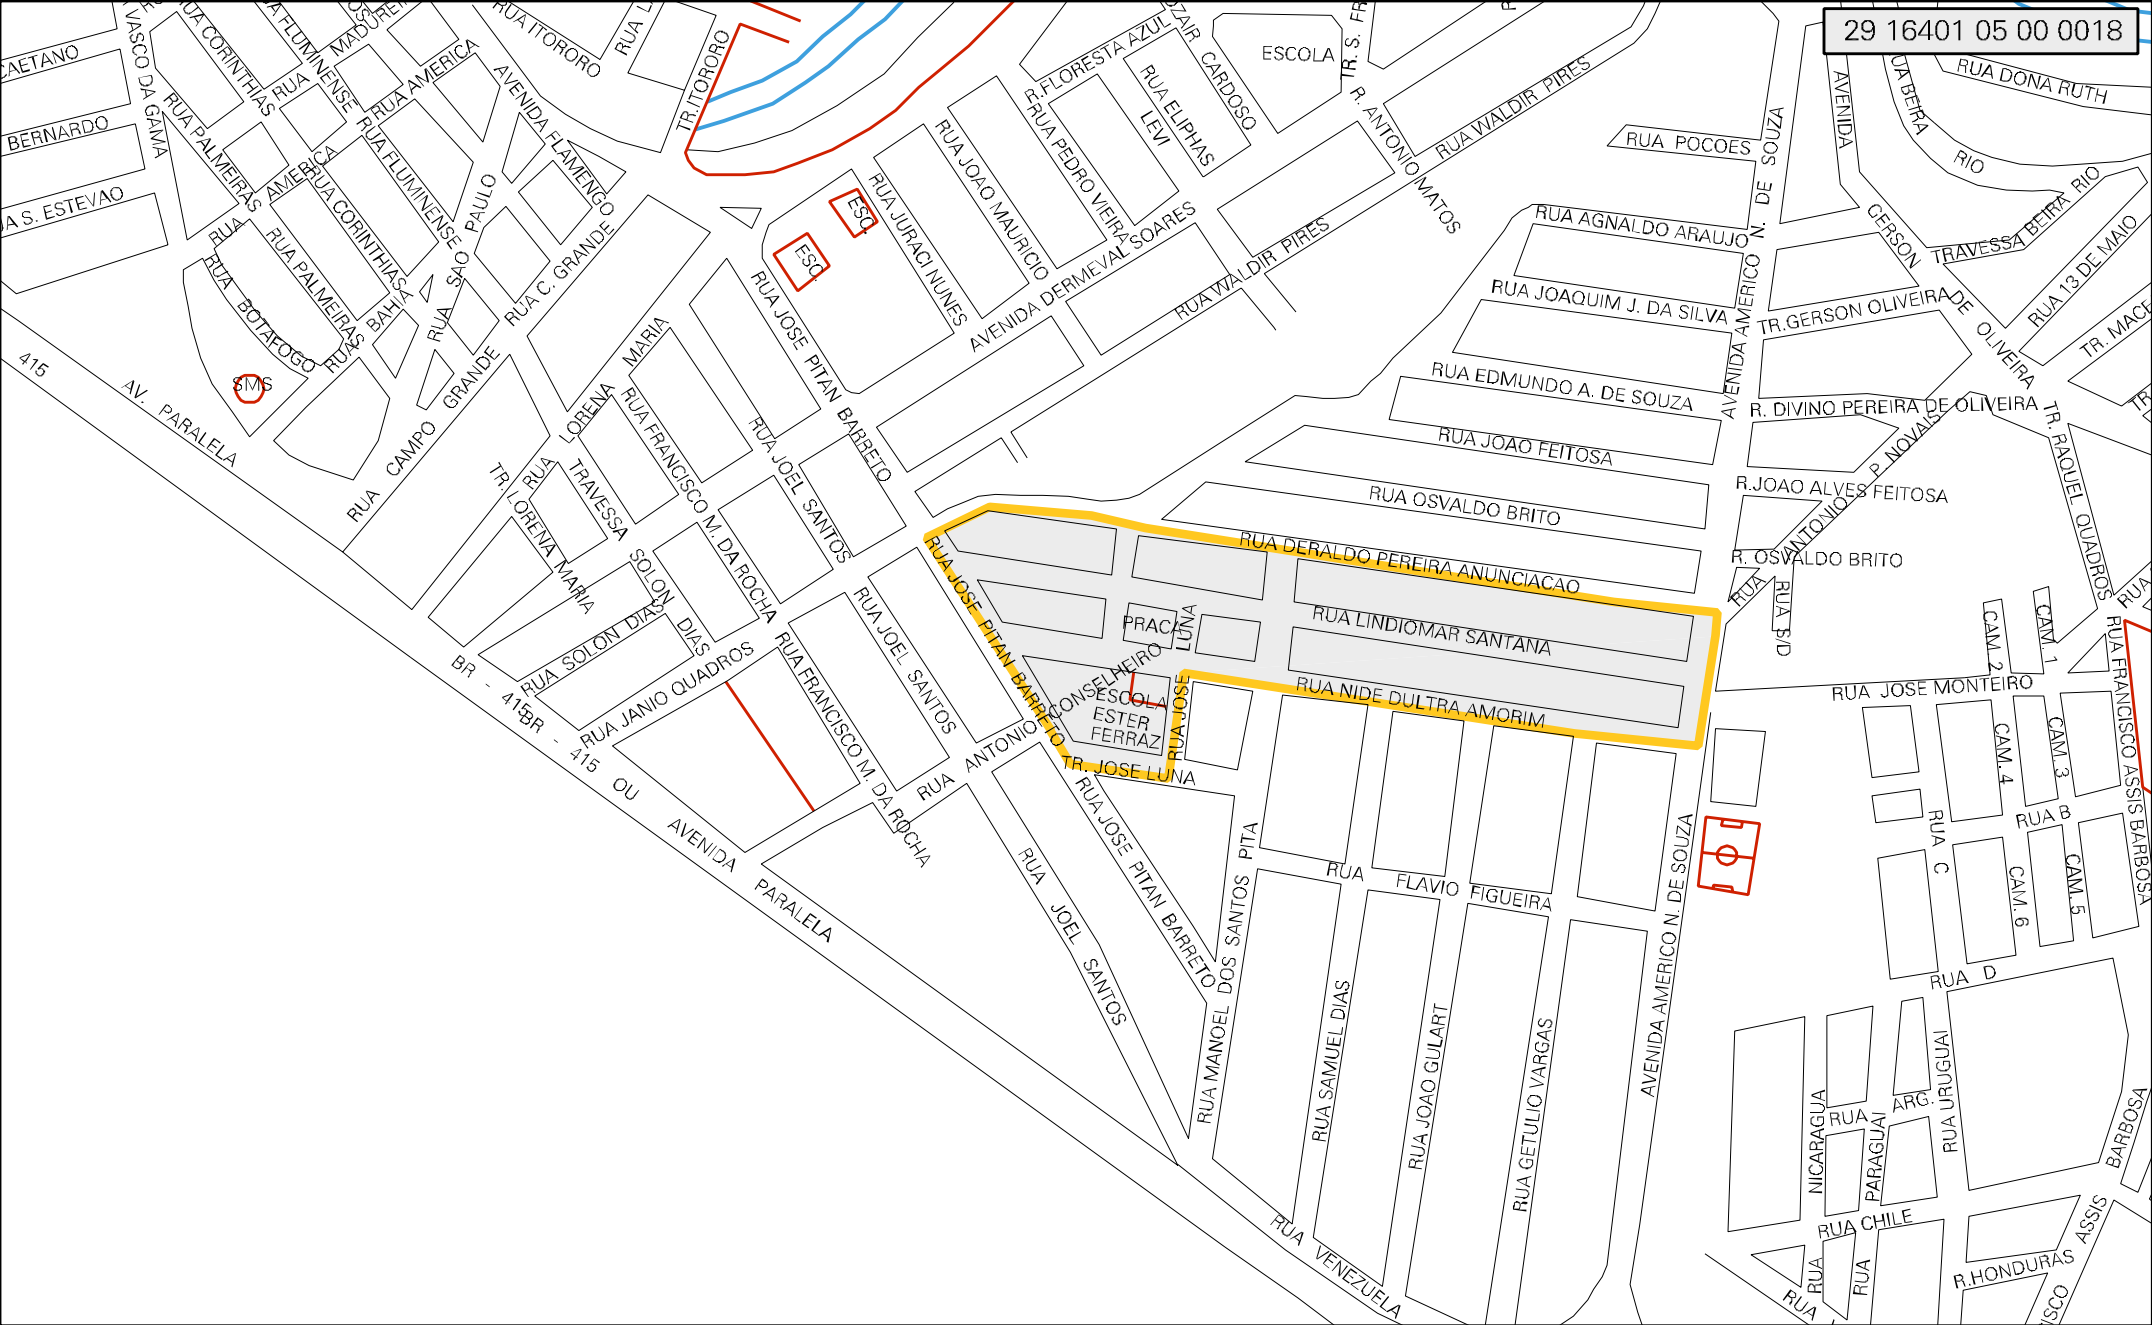 29 16401 05 00 0018
VASCO DA GAMA
CAETANO
BERNARDO
RUA CORINTHIAS
RUA PALMEIRAS
RUA AMERICA
RUA
AVENIDA FLAMENGO
RUA ITORORO
TR. ITORORO
RUA FLUMINENSE
RUA AMERICA
RUA CORINTHIAS
RUA PALMEIRAS
RUA BOTAFOGO
RUA BAHIA
RUA SAO PAULO
RUA C. GRANDE
RUA CAMPO GRANDE
SMS
415
AV. PARALELA
RUA LORENA MARIA
TR. LORENA MARIA
TRAVESSA SOLON DIAS
RUA FRANCISCO M. DA ROCHA
RUA JOEL SANTOS
RUA JOSE PITAN BARRETO
ESQ.
ESQ.
RUA JURACI NUNES
RUA JOAO MAURICIO
RUA PEDRO VIEIRA
R. FLORESTA AZUL
RUA ELIPHAS
LEVI
CARDOSO
ESCOLA
R. ANTONIO MATOS
RUA WALDIR PIRES
AVENIDA DERMEVAL SOARES
RUA WALDIR PIRES
RUA POCOES
RUA AGNALDO ARAUJO
RUA JOAQUIM J. DA SILVA
RUA EDMUNDO A. DE SOUZA
RUA JOAO FEITOSA
RUA OSVALDO BRITO
RUA DERALDO PEREIRA ANUNCIACAO
RUA LINDIOMAR SANTANA
RUA NIDE DULTRA AMORIM
AVENIDA AMERICO N. DE SOUZA
AVENIDA
RUA DONA RUTH
RUA BEIRA
RIO
GERSON DE OLIVEIRA
TRAVESSA BEIRA RIO
RUA 13 DE MAIO
TR. GERSON OLIVEIRA
R. DIVINO PEREIRA DE OLIVEIRA
RUA ANTONIO P. NOVAIS
R. JOAO ALVES FEITOSA
R. OSVALDO BRITO
RUA S/D
TR. RAQUEL QUADROS
CAM. 2
CAM. 1
RUA JOSE MONTEIRO
RUA FRANCISCO ASSIS BARBOSA
CAM. 4
CAM. 3
RUA B
RUA C
CAM. 6
CAM. 5
RUA D
PRACA
RUA JOSE LUNA
RUA ANTONIO CONSELHEIRO
ESCOLA
ESTER
FERRAZ
TR. JOSE LUNA
RUA JOSE PITAN BARRETO
RUA JOSE PITAN BARRETO
RUA JOEL SANTOS
RUA SOLON DIAS
RUA JANIO QUADROS
RUA FRANCISCO M. DA ROCHA
BR - 415
BR - 415 OU AVENIDA PARALELA
RUA JOEL SANTOS
RUA MANOEL DOS SANTOS PITA
RUA FLAVIO FIGUEIRA
RUA SAMUEL DIAS
RUA JOAO GULART
RUA GETULIO VARGAS
AVENIDA AMERICO N. DE SOUZA
RUA VENEZUELA
NICARAGUA
RUA
RUA ARG.
PARAGUAI
RUA
RUA URUGUAI
RUA CHILE
R. HONDURAS
ASSIS
BARBOSA
RUA